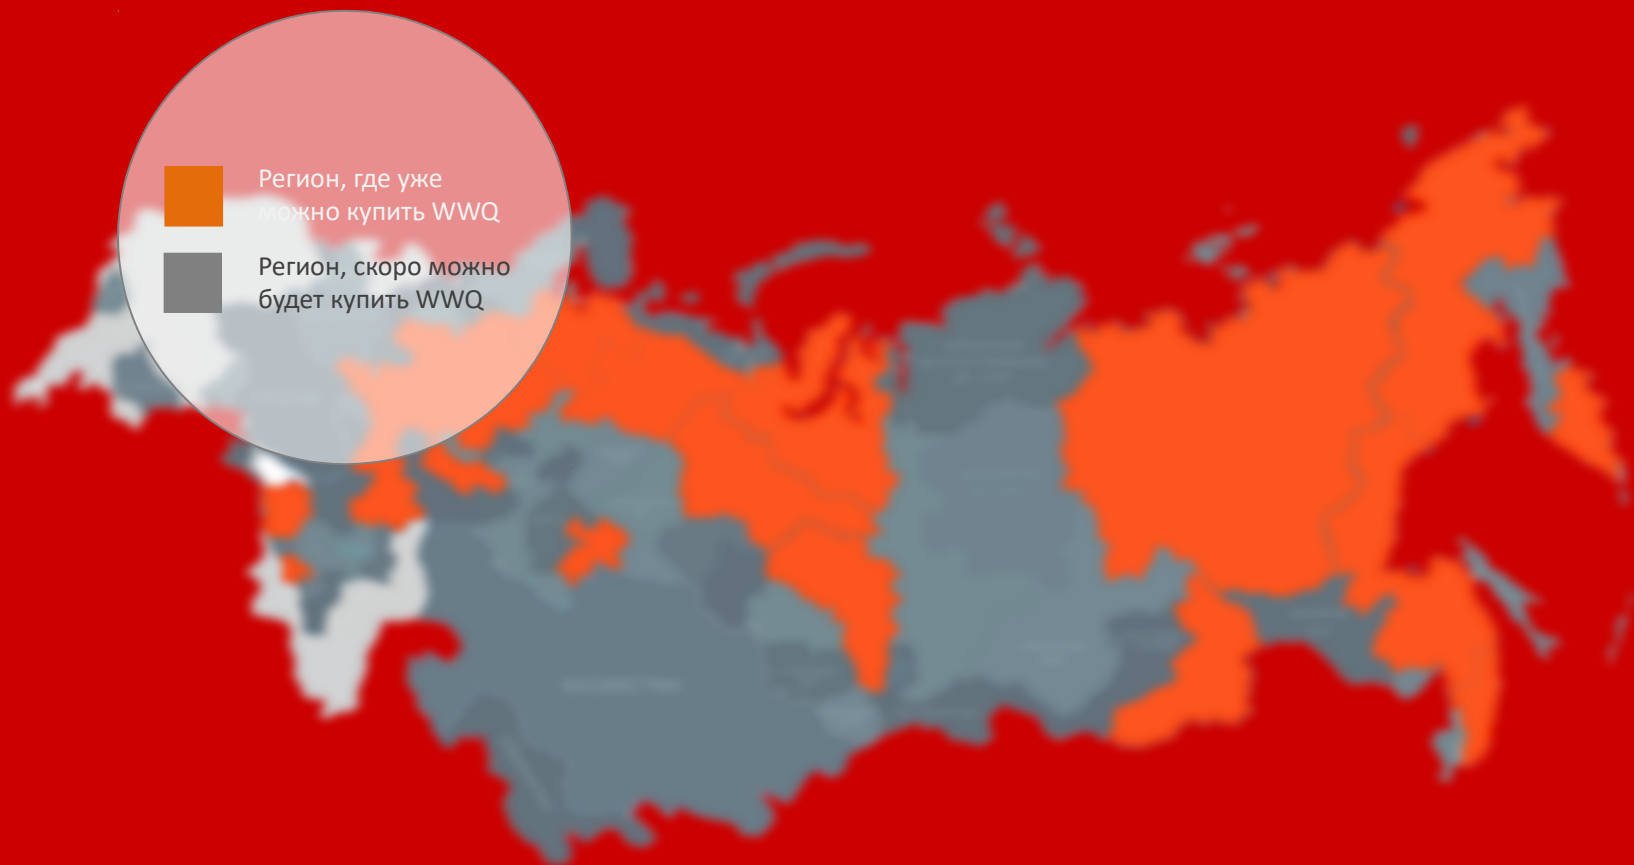 Регион, где уже
можно купить WWQ
Регион, скоро можно
будет купить WWQ